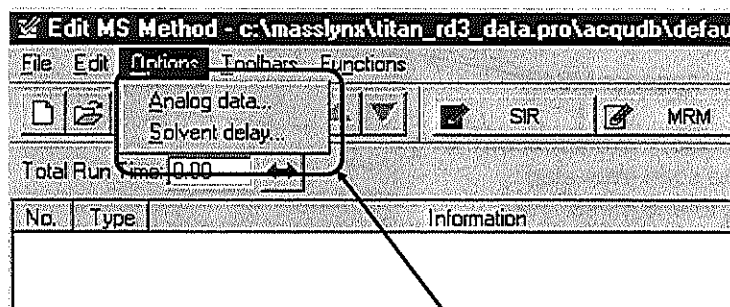 Edit MS Method - c:\masslynx\titan_rd3_data.pro\acqudb\defau
File Edit Options Toolbars Functions
Analog data...
Solvent delay...
SIR MRM
Total Run Time: 0.00
No. Type Information